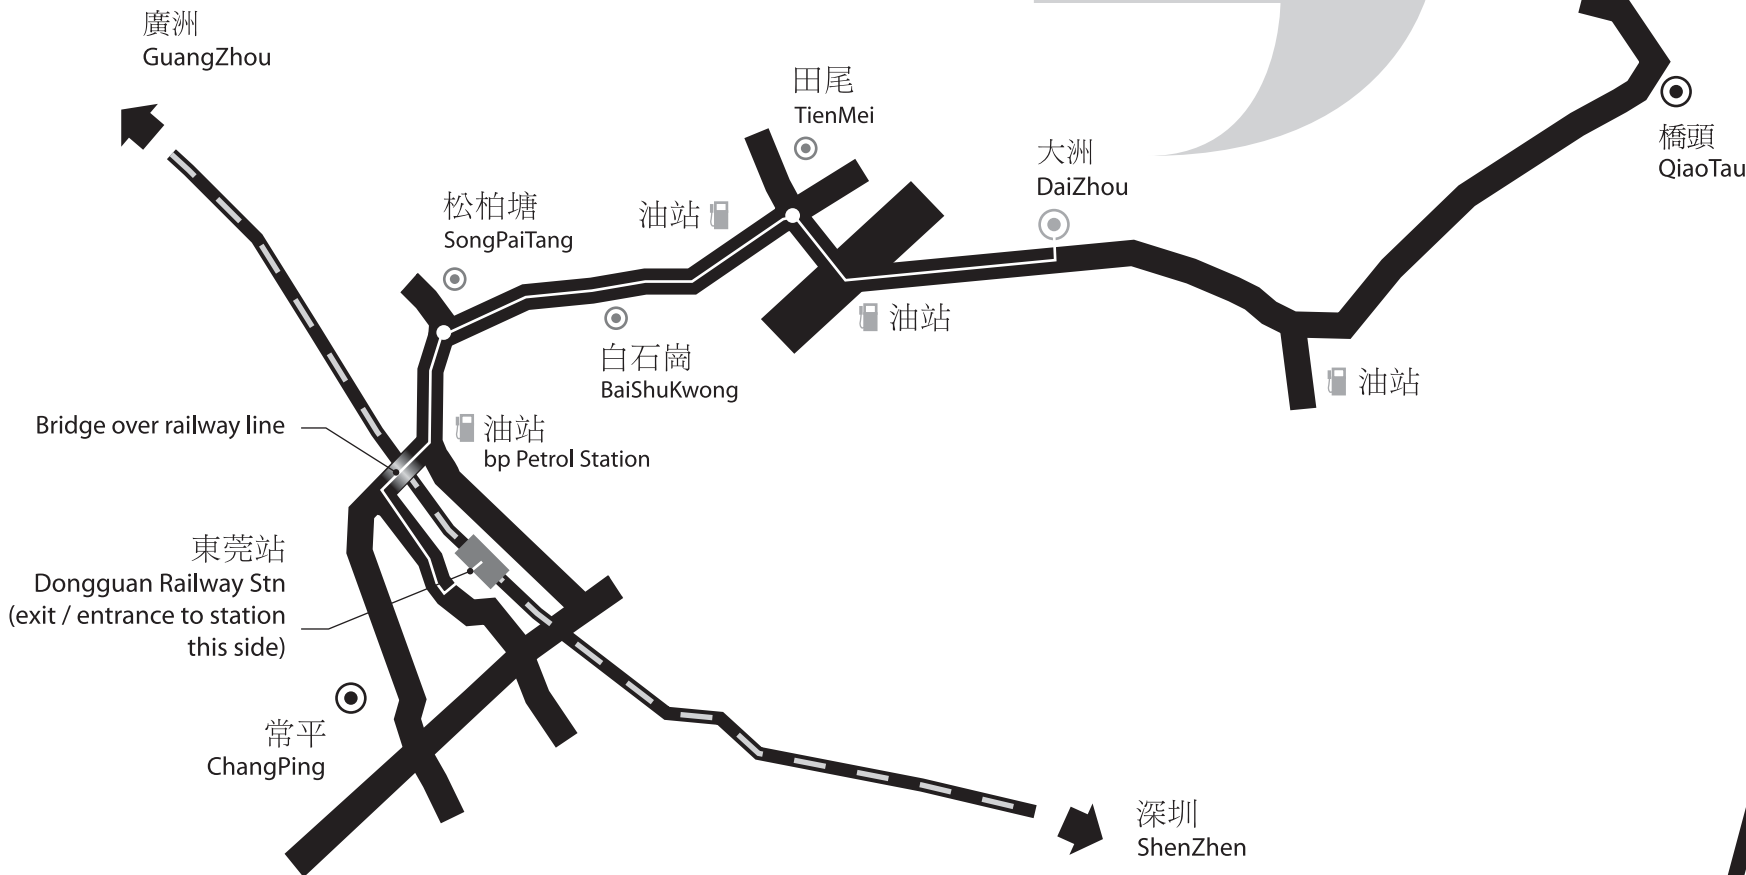 廣洲
GuangZhou
田尾
TienMei
大洲
DaiZhou
橋頭
QiaoTau
松柏塘
SongPaiTang
油站
油站
白石崗
BaiShuKwong
油站
Bridge over railway line
油站
bp Petrol Station
東莞站
Dongguan Railway Stn
(exit / entrance to station
this side)
常平
ChangPing
深圳
ShenZhen